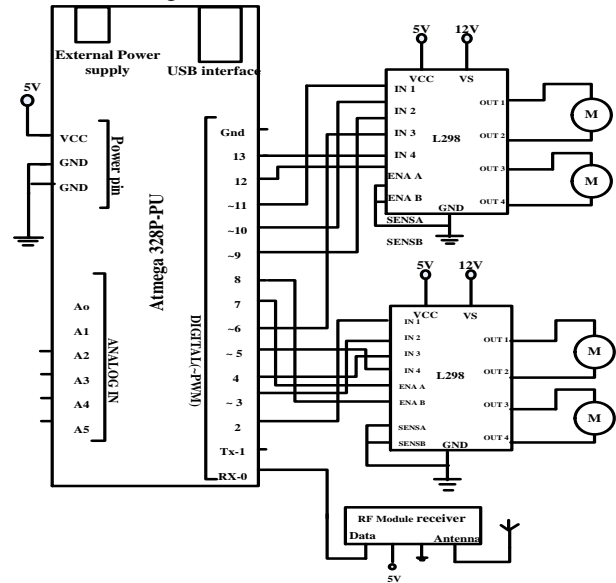 External Power
supply
USB interface
5V
VCC
GND
GND
Power pin
Atmega 328P-PU
Ao
A1
A2
A3
A4
A5
ANALOG IN
DIGITAL(~PWM)
Gnd
13
12
~11
~10
~9
8
7
~6
~ 5
4
~ 3
2
Tx-1
RX-0
5V
12V
VCC
VS
IN 1
IN 2
IN 3
IN 4
ENA A
ENA B
SENSA
SENSB
L298
GND
OUT 1
OUT 2
OUT 3
OUT 4
M
M
5V
12V
VCC
VS
IN 1
IN 2
IN 3
IN 4
ENA A
ENA B
SENSA
SENSB
L298
GND
OUT 1
OUT 2
OUT 3
OUT 4
M
M
RF Module receiver
Data
Antenna
5V